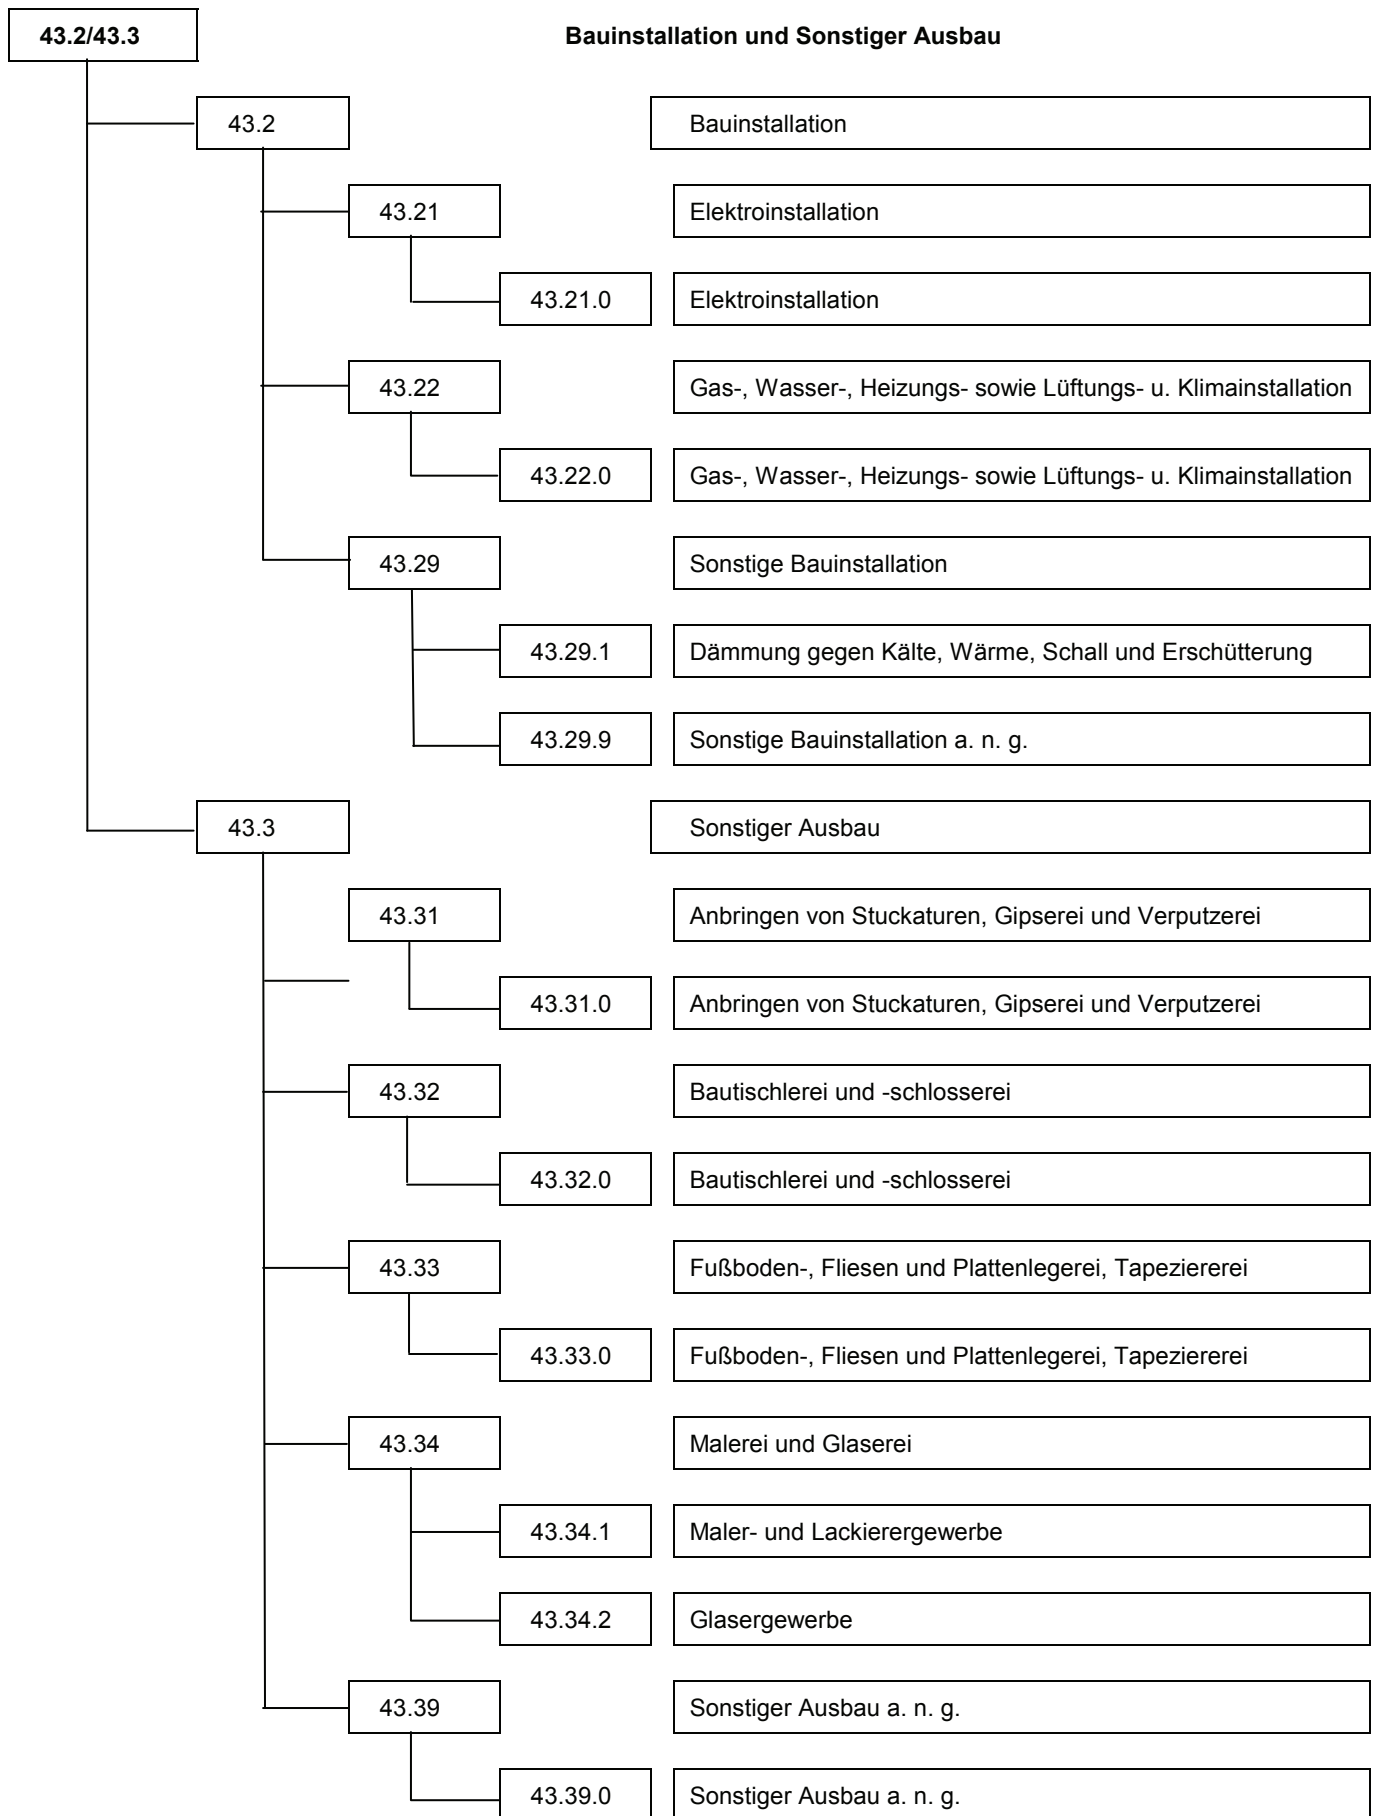 43.2/43.3 Bauinstallation und Sonstiger Ausbau
43.2 Bauinstallation
43.21 Elektroinstallation
43.21.0 Elektroinstallation
43.22 Gas-, Wasser-, Heizungs- sowie Lüftungs- u. Klimainstallation
43.22.0 Gas-, Wasser-, Heizungs- sowie Lüftungs- u. Klimainstallation
43.29 Sonstige Bauinstallation
43.29.1 Dämmung gegen Kälte, Wärme, Schall und Erschütterung
43.29.9 Sonstige Bauinstallation a. n. g.
43.3 Sonstiger Ausbau
43.31 Anbringen von Stuckaturen, Gipserei und Verputzerei
43.31.0 Anbringen von Stuckaturen, Gipserei und Verputzerei
43.32 Bautischlerei und -schlosserei
43.32.0 Bautischlerei und -schlosserei
43.33 Fußboden-, Fliesen und Plattenlegerei, Tapeziererei
43.33.0 Fußboden-, Fliesen und Plattenlegerei, Tapeziererei
43.34 Malerei und Glaserei
43.34.1 Maler- und Lackierergewerbe
43.34.2 Glasergewerbe
43.39 Sonstiger Ausbau a. n. g.
43.39.0 Sonstiger Ausbau a. n. g.